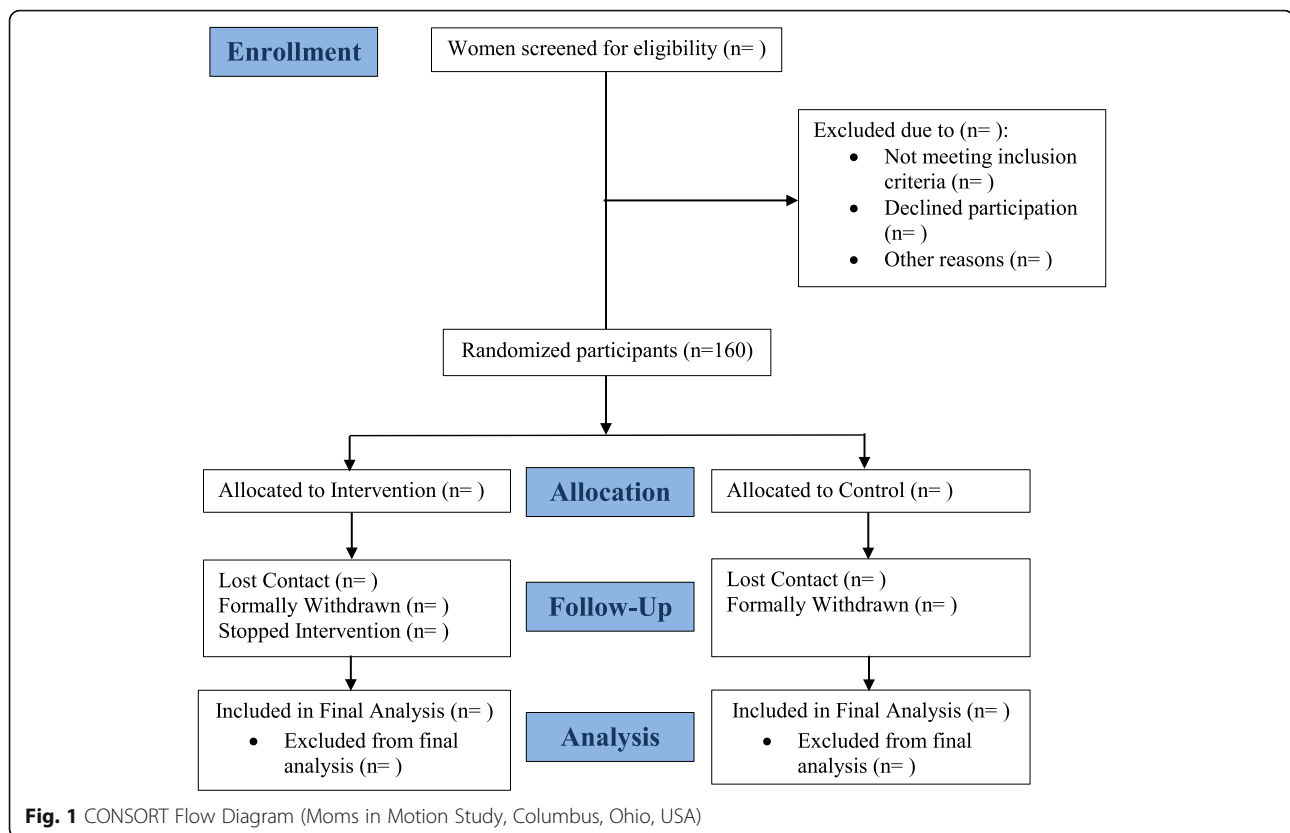 Enrollment
Women screened for eligibility (n= )
Excluded due to (n= ):
• Not meeting inclusion
criteria (n= )
• Declined participation
(n= )
• Other reasons (n= )
Randomized participants (n=160)
Allocated to Intervention (n= )
Allocation
Allocated to Control (n= )
Lost Contact (n= )
Formally Withdrawn (n= )
Stopped Intervention (n= )
Follow-Up
Lost Contact (n= )
Formally Withdrawn (n= )
Included in Final Analysis (n= )
• Excluded from final
analysis (n= )
Analysis
Included in Final Analysis (n= )
• Excluded from final
analysis (n= )
Fig. 1 CONSORT Flow Diagram (Moms in Motion Study, Columbus, Ohio, USA)